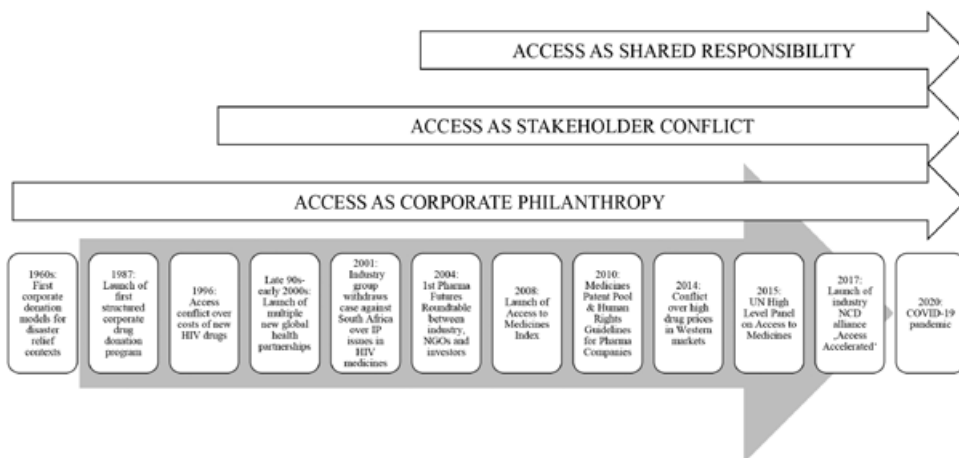 ACCESS AS SHARED RESPONSIBILITY
ACCESS AS STAKEHOLDER CONFLICT
ACCESS AS CORPORATE PHILANTHROPY
1960s:
First
corporate
donation
models for
disaster
relief
contexts
1987:
Launch of
first
structured
corporate
drug
donation
program
1996:
Access
conflict over
costs of new
HIV drugs
Late 90s-
early 2000s:
Launch of
multiple
new global
health
partnerships
2001:
Industry
group
withdraws
case against
South Africa
over IP
issues in
HIV
medicines
2004:
1st Pharma
Futures
Roundtable
between
industry,
NGOs and
investors
2008:
Launch of
Access to
Medicines
Index
2010:
Medicines
Patent Pool
& Human
Rights
Guidelines
for Pharma
Companies
2014:
Conflict
over high
drug prices
in Western
markets
2015:
UN High
Level Panel
on Access to
Medicines
2017:
Launch of
industry
NCD
alliance
„Access
Accelerated‘
2020:
COVID-19
pandemic